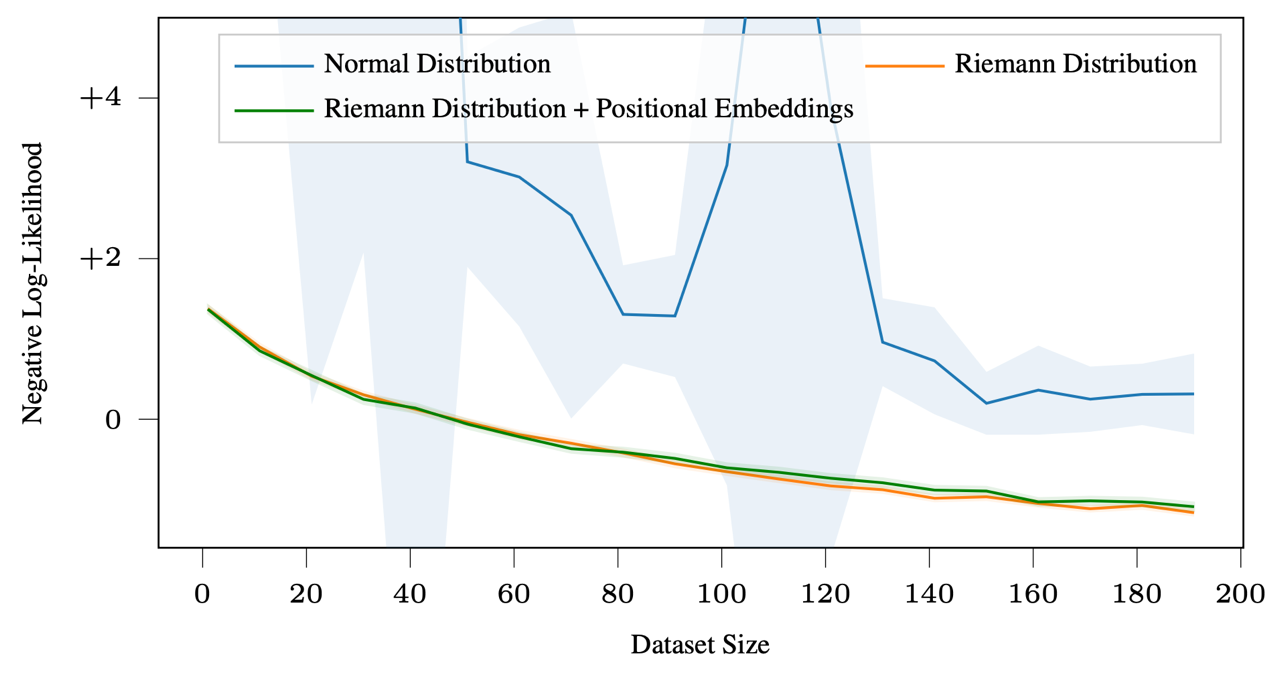 Normal Distribution
Riemann Distribution
Riemann Distribution + Positional Embeddings
+4
+2
0
Negative Log-Likelihood
0 20 40 60 80 100 120 140 160 180 200
Dataset Size